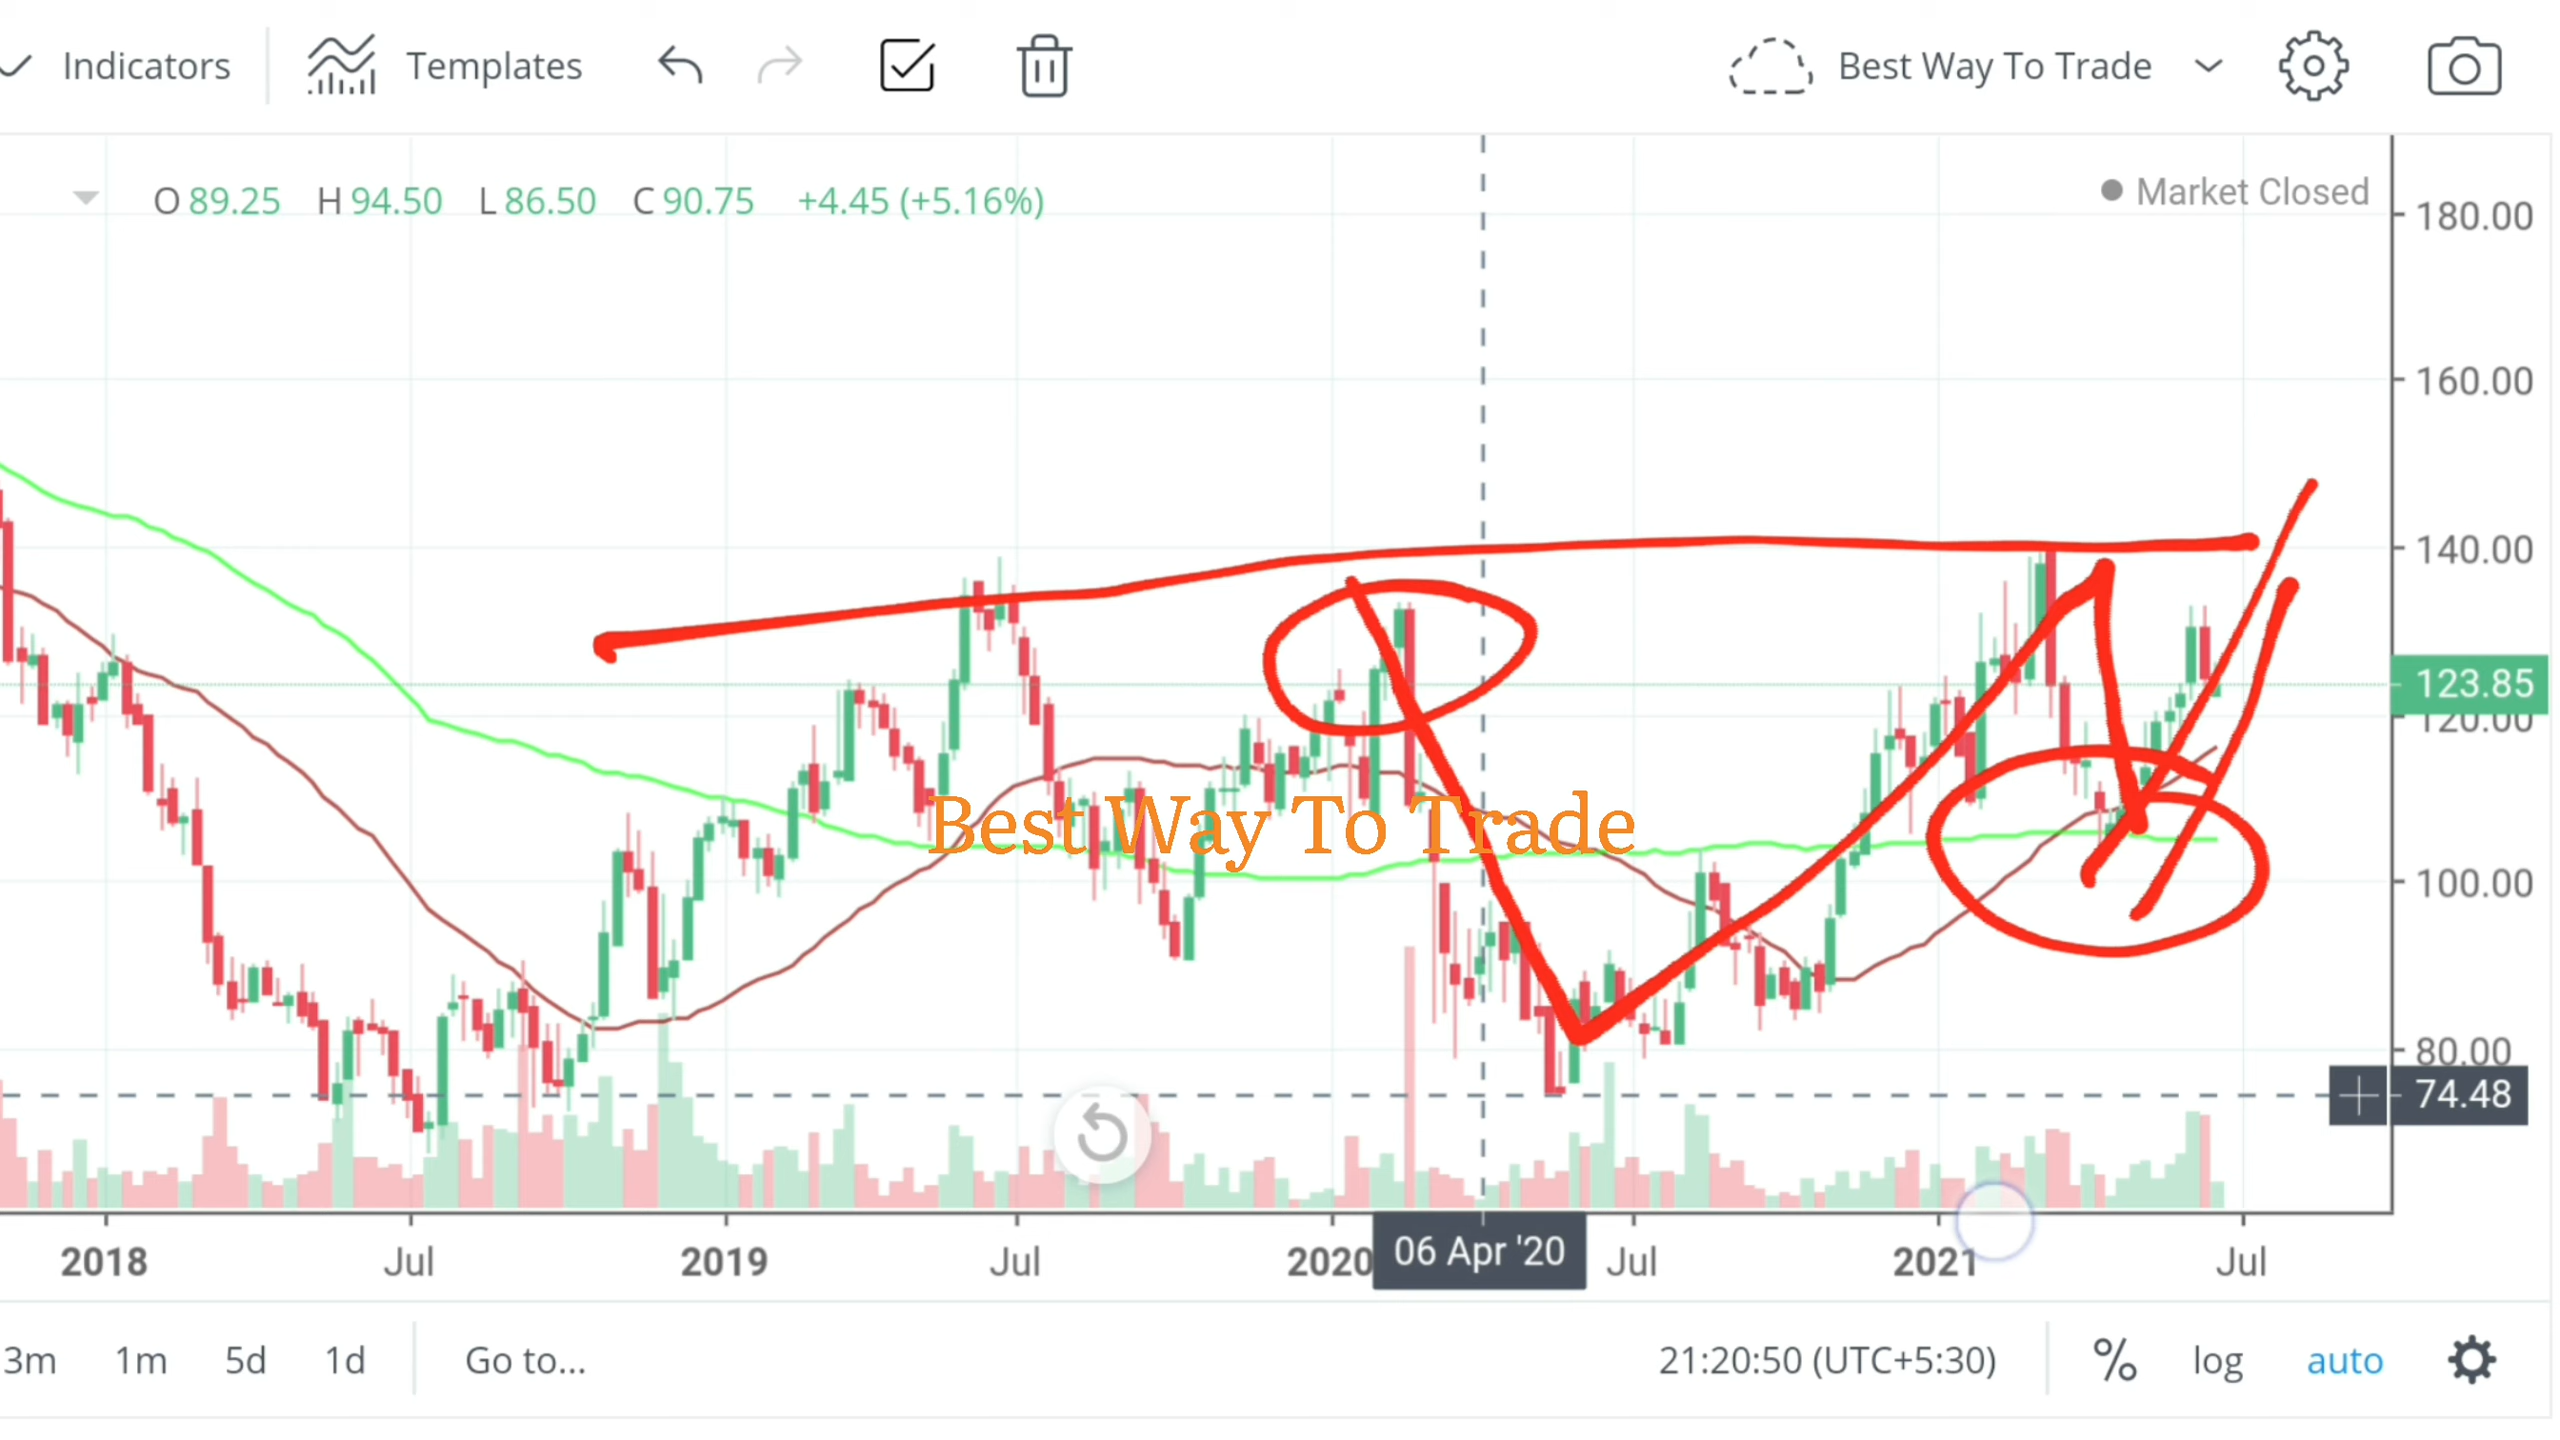 Indicators Templates Best Way To Trade
O 89.25 H 94.50 L 86.50 C 90.75 +4.45 (+5.16%) Market Closed
180.00
160.00
140.00
123.85
120.00
Best Way To Trade
100.00
80.00
74.48
2018 Jul 2019 Jul 2020 06 Apr '20 Jul 2021 Jul
3m 1m 5d 1d Go to... 21:20:50 (UTC+5:30) % log auto